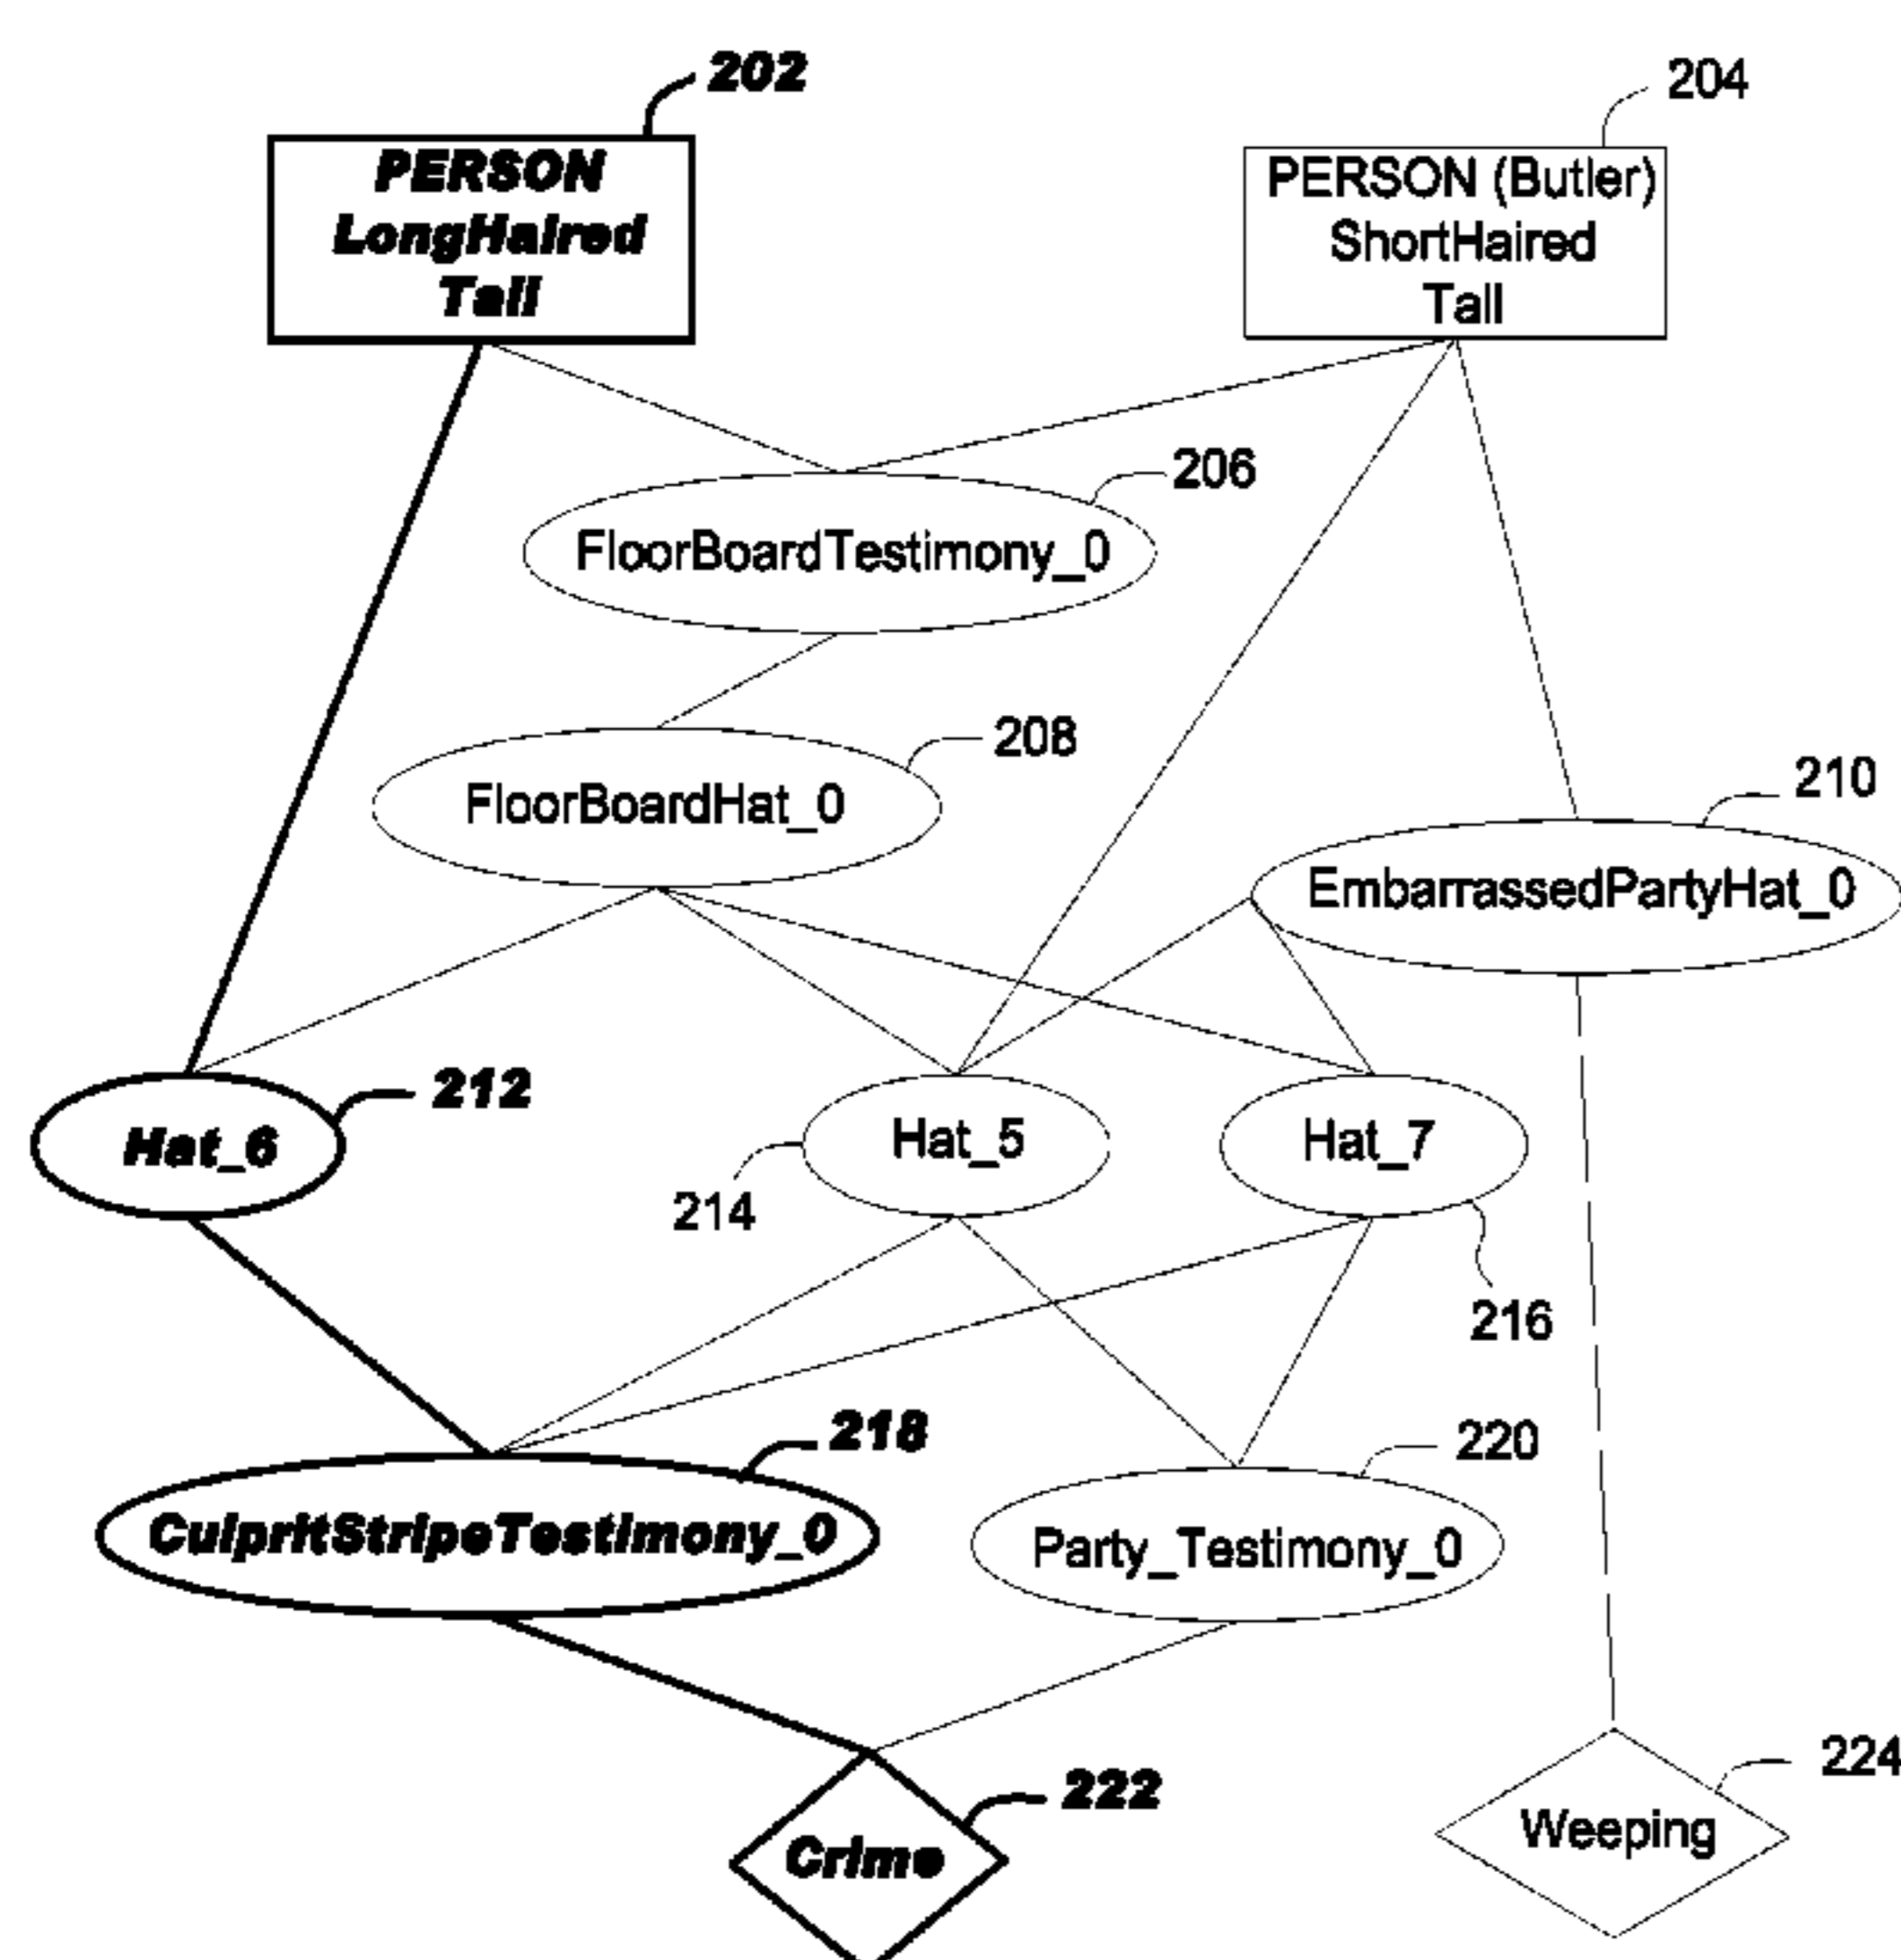 202
204
PERSON
LongHaired
Tall
PERSON (Butler)
ShortHaired
Tall
206
FloorBoardTestimony_0
208
FloorBoardHat_0
210
EmbarrassedPartyHat_0
212
Hat_6
Hat_5
Hat_7
214
216
218
220
CulpritStripeTestimony_0
Party_Testimony_0
222
224
Crime
Weeping